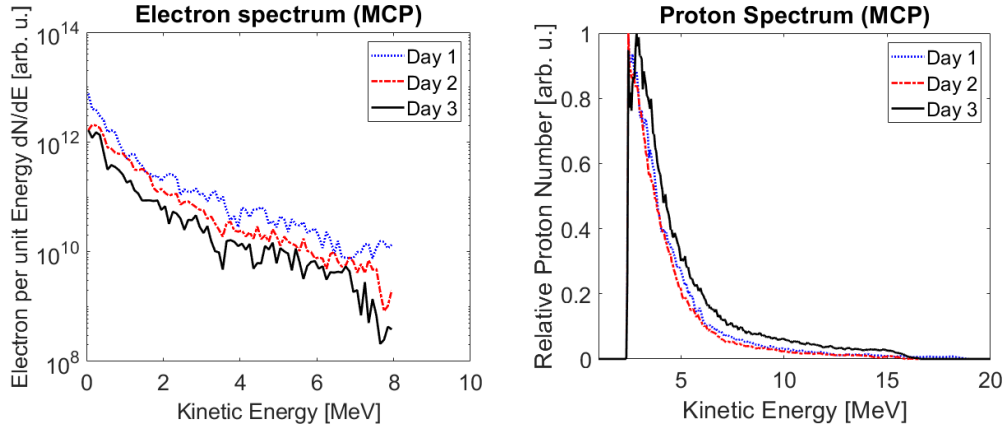 Electron spectrum (MCP)
Electron per unit Energy dN/dE [arb. u.]
10^14
10^12
10^10
10^8
Day 1
Day 2
Day 3
0
2
4
6
8
10
Kinetic Energy [MeV]
Proton Spectrum (MCP)
Relative Proton Number [arb. u.]
1
0.8
0.6
0.4
0.2
0
Day 1
Day 2
Day 3
5
10
15
20
Kinetic Energy [MeV]